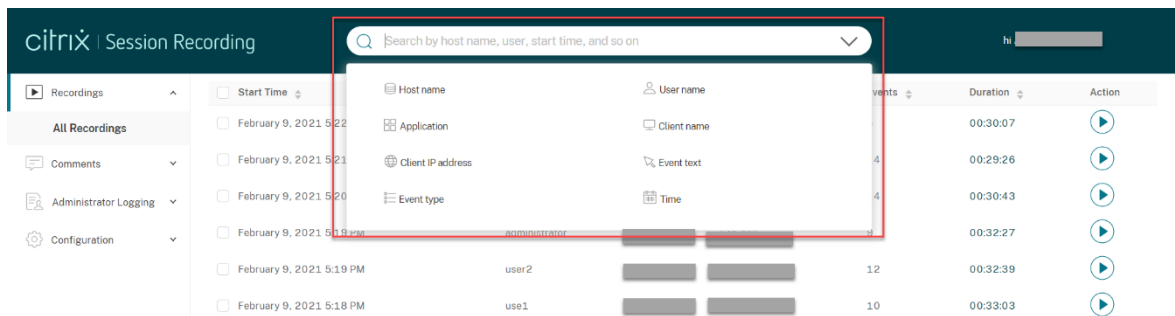 citrix | Session Recording
Search by host name, user, start time, and so on
hi
Recordings
Start Time
Host name
User name
vents
Duration
Action
All Recordings
February 9, 2021 5:22
Application
Client name
00:30:07
Comments
February 9, 2021 5:21
Client IP address
Event text
4
00:29:26
Administrator Logging
February 9, 2021 5:20
Event type
Time
4
00:30:43
Configuration
February 9, 2021 5:19 PM
administrator
9
00:32:27
February 9, 2021 5:19 PM
user2
12
00:32:39
February 9, 2021 5:18 PM
use1
10
00:33:03